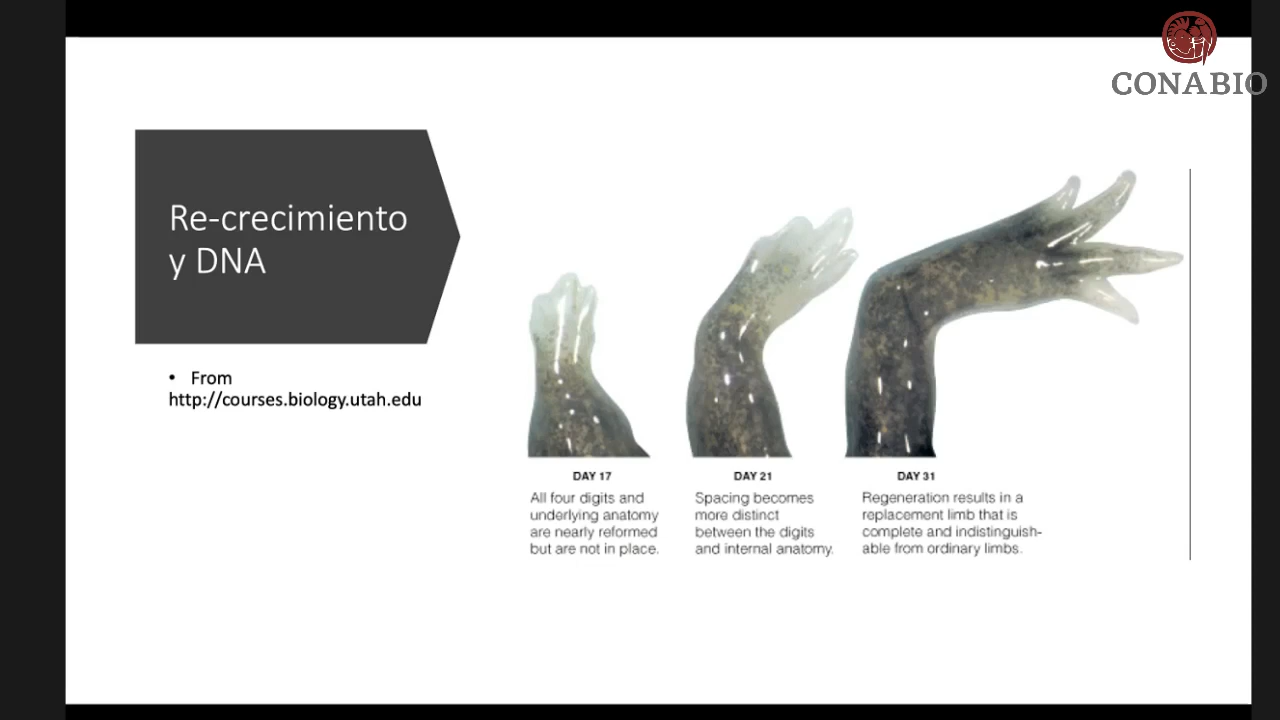 CONABIO
Re-crecimiento
y DNA
• From
http://courses.biology.utah.edu
DAY 17
All four digits and
underlying anatomy
are nearly reformed
but are not in place.
DAY 21
Spacing becomes
more distinct
between the digits
and internal anatomy.
DAY 31
Regeneration results in a
replacement limb that is
complete and indistinguish-
able from ordinary limbs.